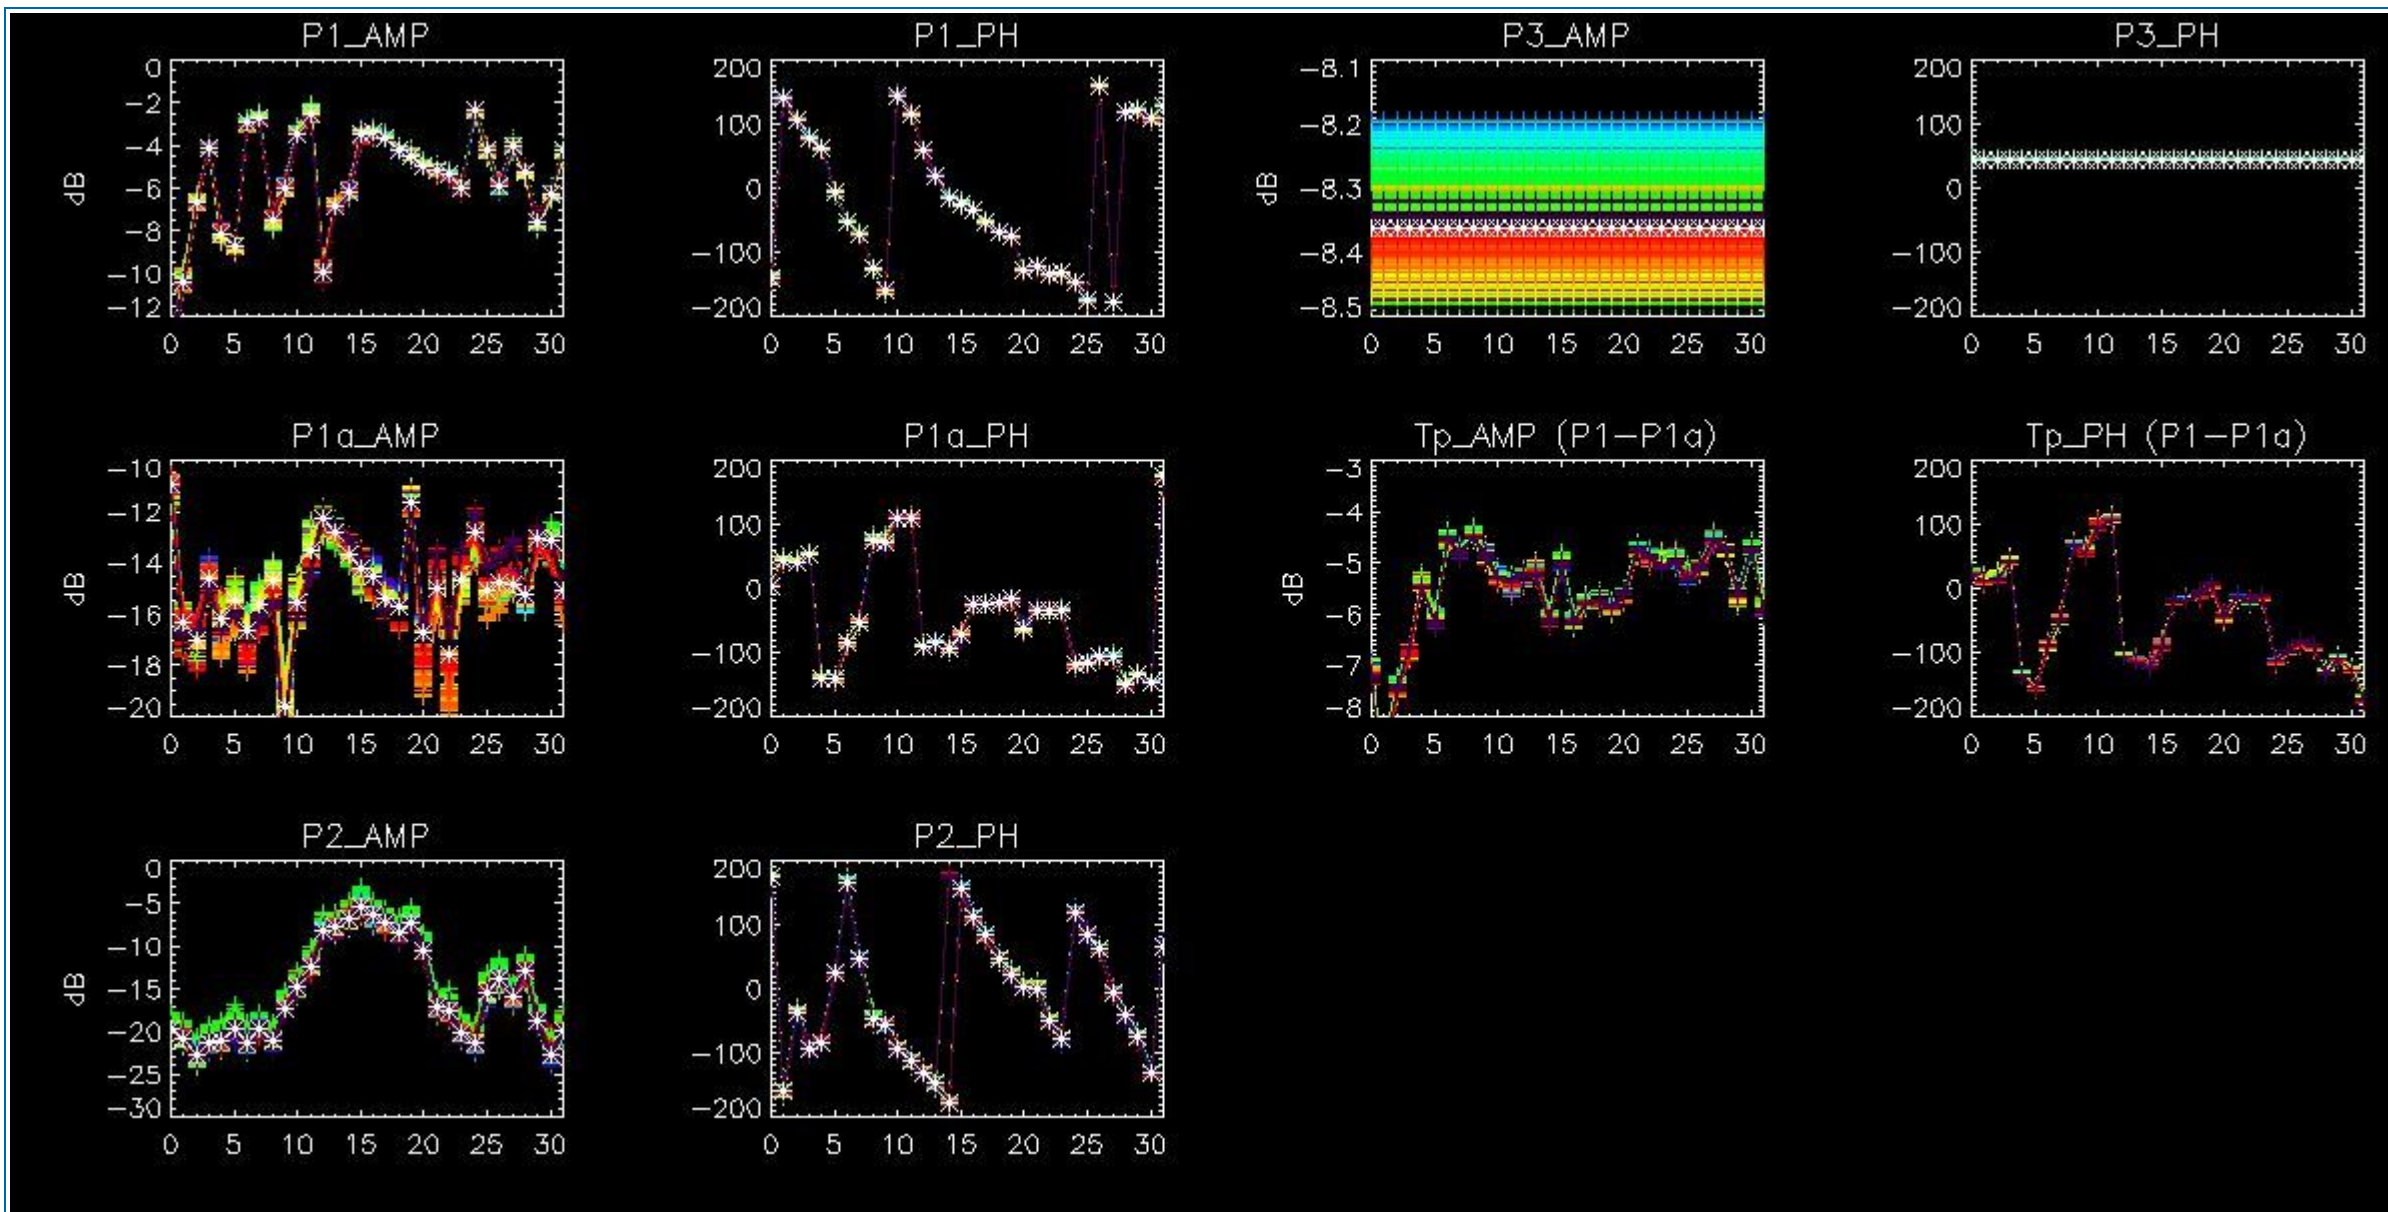 P1_AMP P1_PH P3_AMP P3_PH
0 200 −8.1 200
−2 100 −8.2 100
−4 0 −8.3 0
−6 −100 −8.4 −100
−8 −200 −8.5 −200
−10
−12
dB dB
0 5 10 15 20 25 30 0 5 10 15 20 25 30 0 5 10 15 20 25 30 0 5 10 15 20 25 30
P1a_AMP P1a_PH Tp_AMP (P1−P1a) Tp_PH (P1−P1a)
−10 200 −3 200
−12 100 −4 100
−14 0 −5 0
−16 −100 −6 −100
−18 −200 −7 −200
−20 −8
dB dB
0 5 10 15 20 25 30 0 5 10 15 20 25 30 0 5 10 15 20 25 30 0 5 10 15 20 25 30
P2_AMP P2_PH
0 200
−5 100
−10 0
−15 −100
−20 −200
−25
−30
dB
0 5 10 15 20 25 30 0 5 10 15 20 25 30